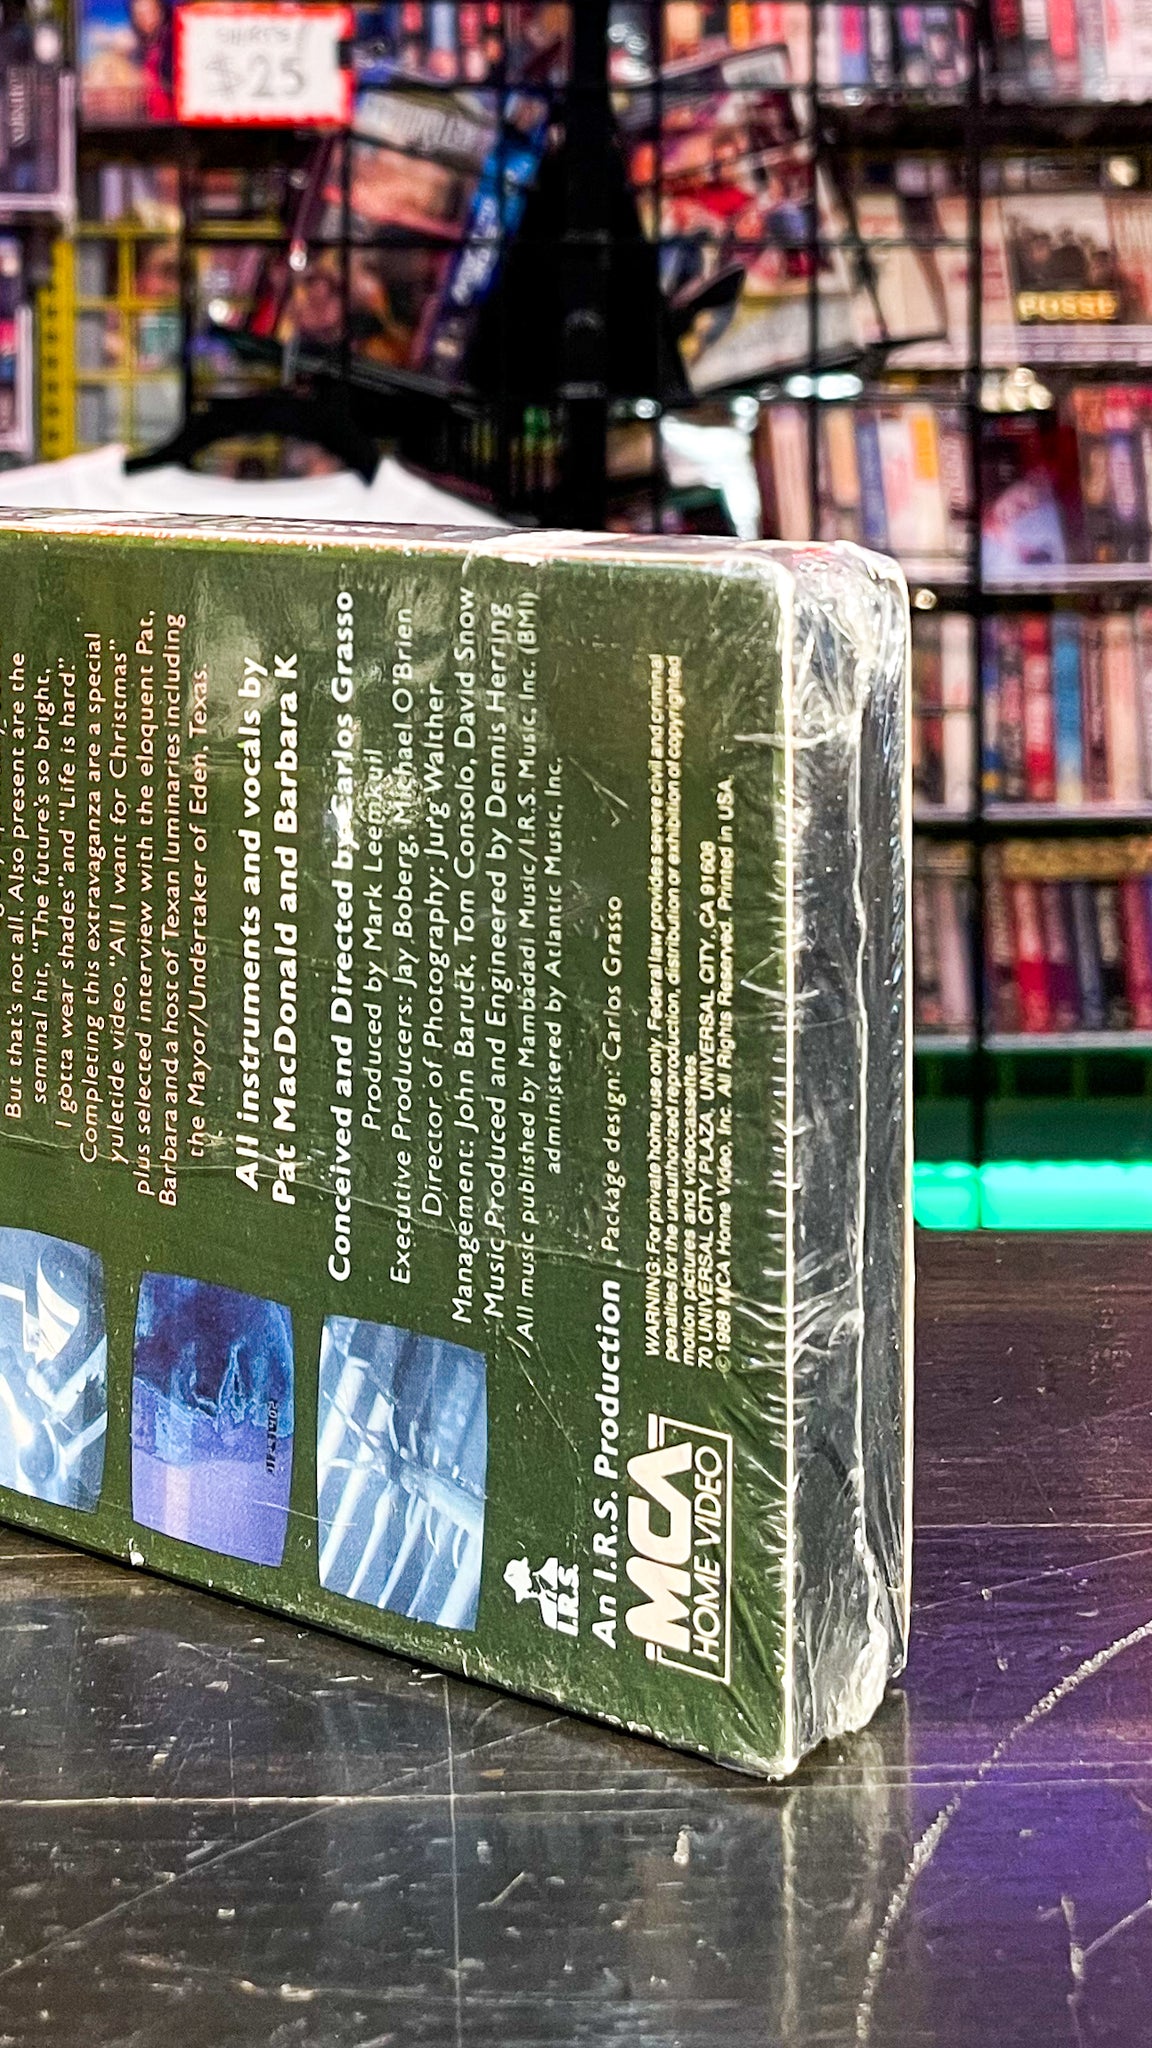 SHIRTS
$25
POSSE
But that's not all. Also present are the
seminal hit, "The future's so bright,
I gotta wear shades" and "Life is hard."
Completing this extravaganza are a special
yuletide video, "All I want for Christmas"
plus selected interview with the eloquent Pat,
Barbara and a host of Texan luminaries including
the Mayor/Undertaker of Eden, Texas.
All instruments and vocals by
Pat MacDonald and Barbara K
Conceived and Directed by Carlos Grasso
Produced by Mark Leemkuil
Executive Producers: Jay Boberg, Michael O'Brien
Director of Photography: Jurg Walther
Management: John Baruck, Tom Consolo, David Snow
Music Produced and Engineered by Dennis Herring
All music published by Mambadadi Music/I.R.S. Music, Inc. (BMI)
administered by Atlantic Music, Inc.
I.R.S.
An I.R.S. Production • Package design: Carlos Grasso
MCA
HOME VIDEO
WARNING: For private home use only. Federal law provides severe civil and criminal
penalties for the unauthorized reproduction, distribution or exhibition of copyrighted
motion pictures and videocassettes.
70 UNIVERSAL CITY PLAZA, UNIVERSAL CITY, CA 91608
© 1988 MCA Home Video, Inc. All Rights Reserved. Printed in USA.